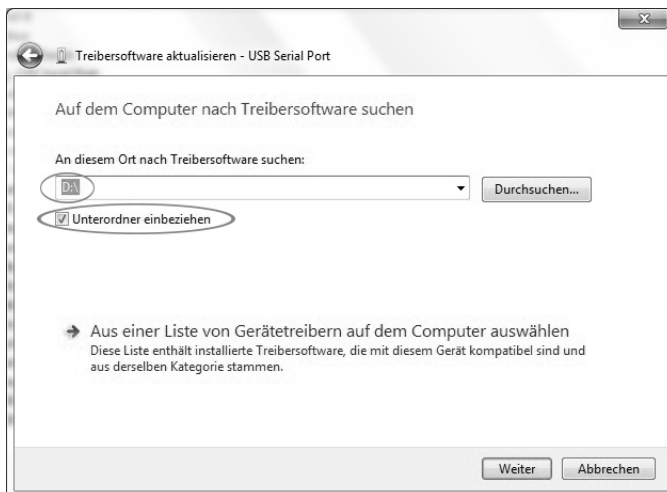 Treibersoftware aktualisieren - USB Serial Port
Auf dem Computer nach Treibersoftware suchen
An diesem Ort nach Treibersoftware suchen:
D:\
Durchsuchen...
Unterordner einbeziehen
Aus einer Liste von Gerätetreibern auf dem Computer auswählen
Diese Liste enthält installierte Treibersoftware, die mit diesem Gerät kompatibel sind und
aus derselben Kategorie stammen.
Weiter
Abbrechen